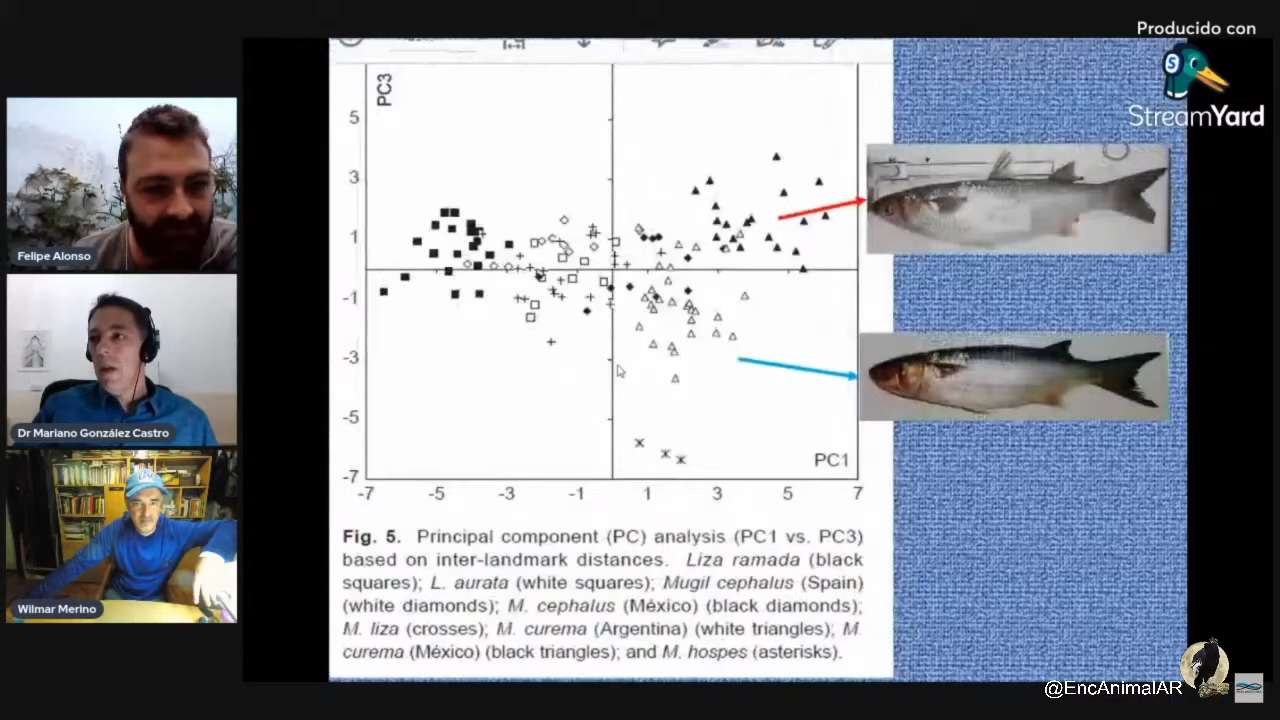 Producido con
StreamYard
Felipe Alonso
Dr Mariano González Castro
Wilmar Merino
PC3
5
3
1
-1
-3
-5
-7
PC1
-7 -5 -3 -1 1 3 5 7
Fig. 5. Principal component (PC) analysis (PC1 vs. PC3)
based on inter-landmark distances. Liza ramada (black
squares); L. aurata (white squares); Mugil cephalus (Spain)
(white diamonds); M. cephalus (México) (black diamonds);
M. liza (crosses); M. curema (Argentina) (white triangles); M.
curema (México) (black triangles); and M. hospes (asterisks).
@EncAnimalAR